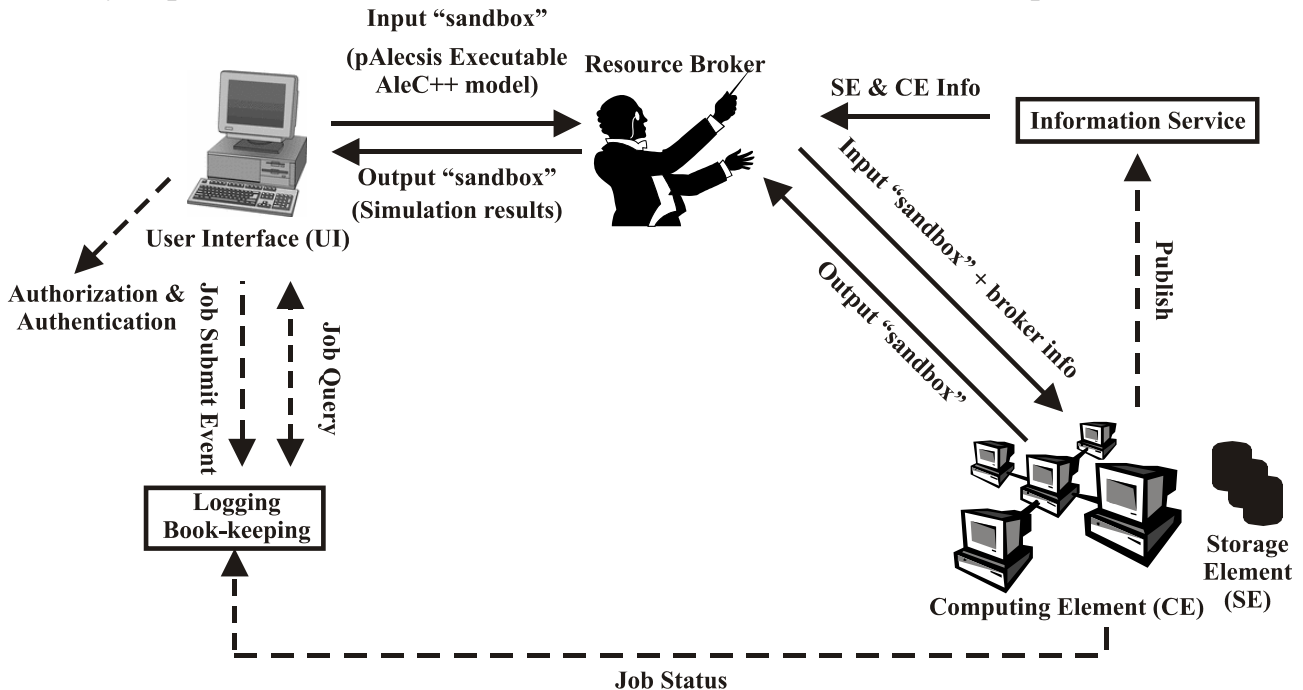 Input “sandbox”
(pAlecsis Executable
AleC++ model)
Resource Broker
SE & CE Info
Information Service
Output “sandbox”
(Simulation results)
User Interface (UI)
Authorization &
Authentication
Job Submit Event
Job Query
Input “sandbox” + broker info
Output “sandbox”
Publish
Logging
Book-keeping
Storage
Element
(SE)
Computing Element (CE)
Job Status